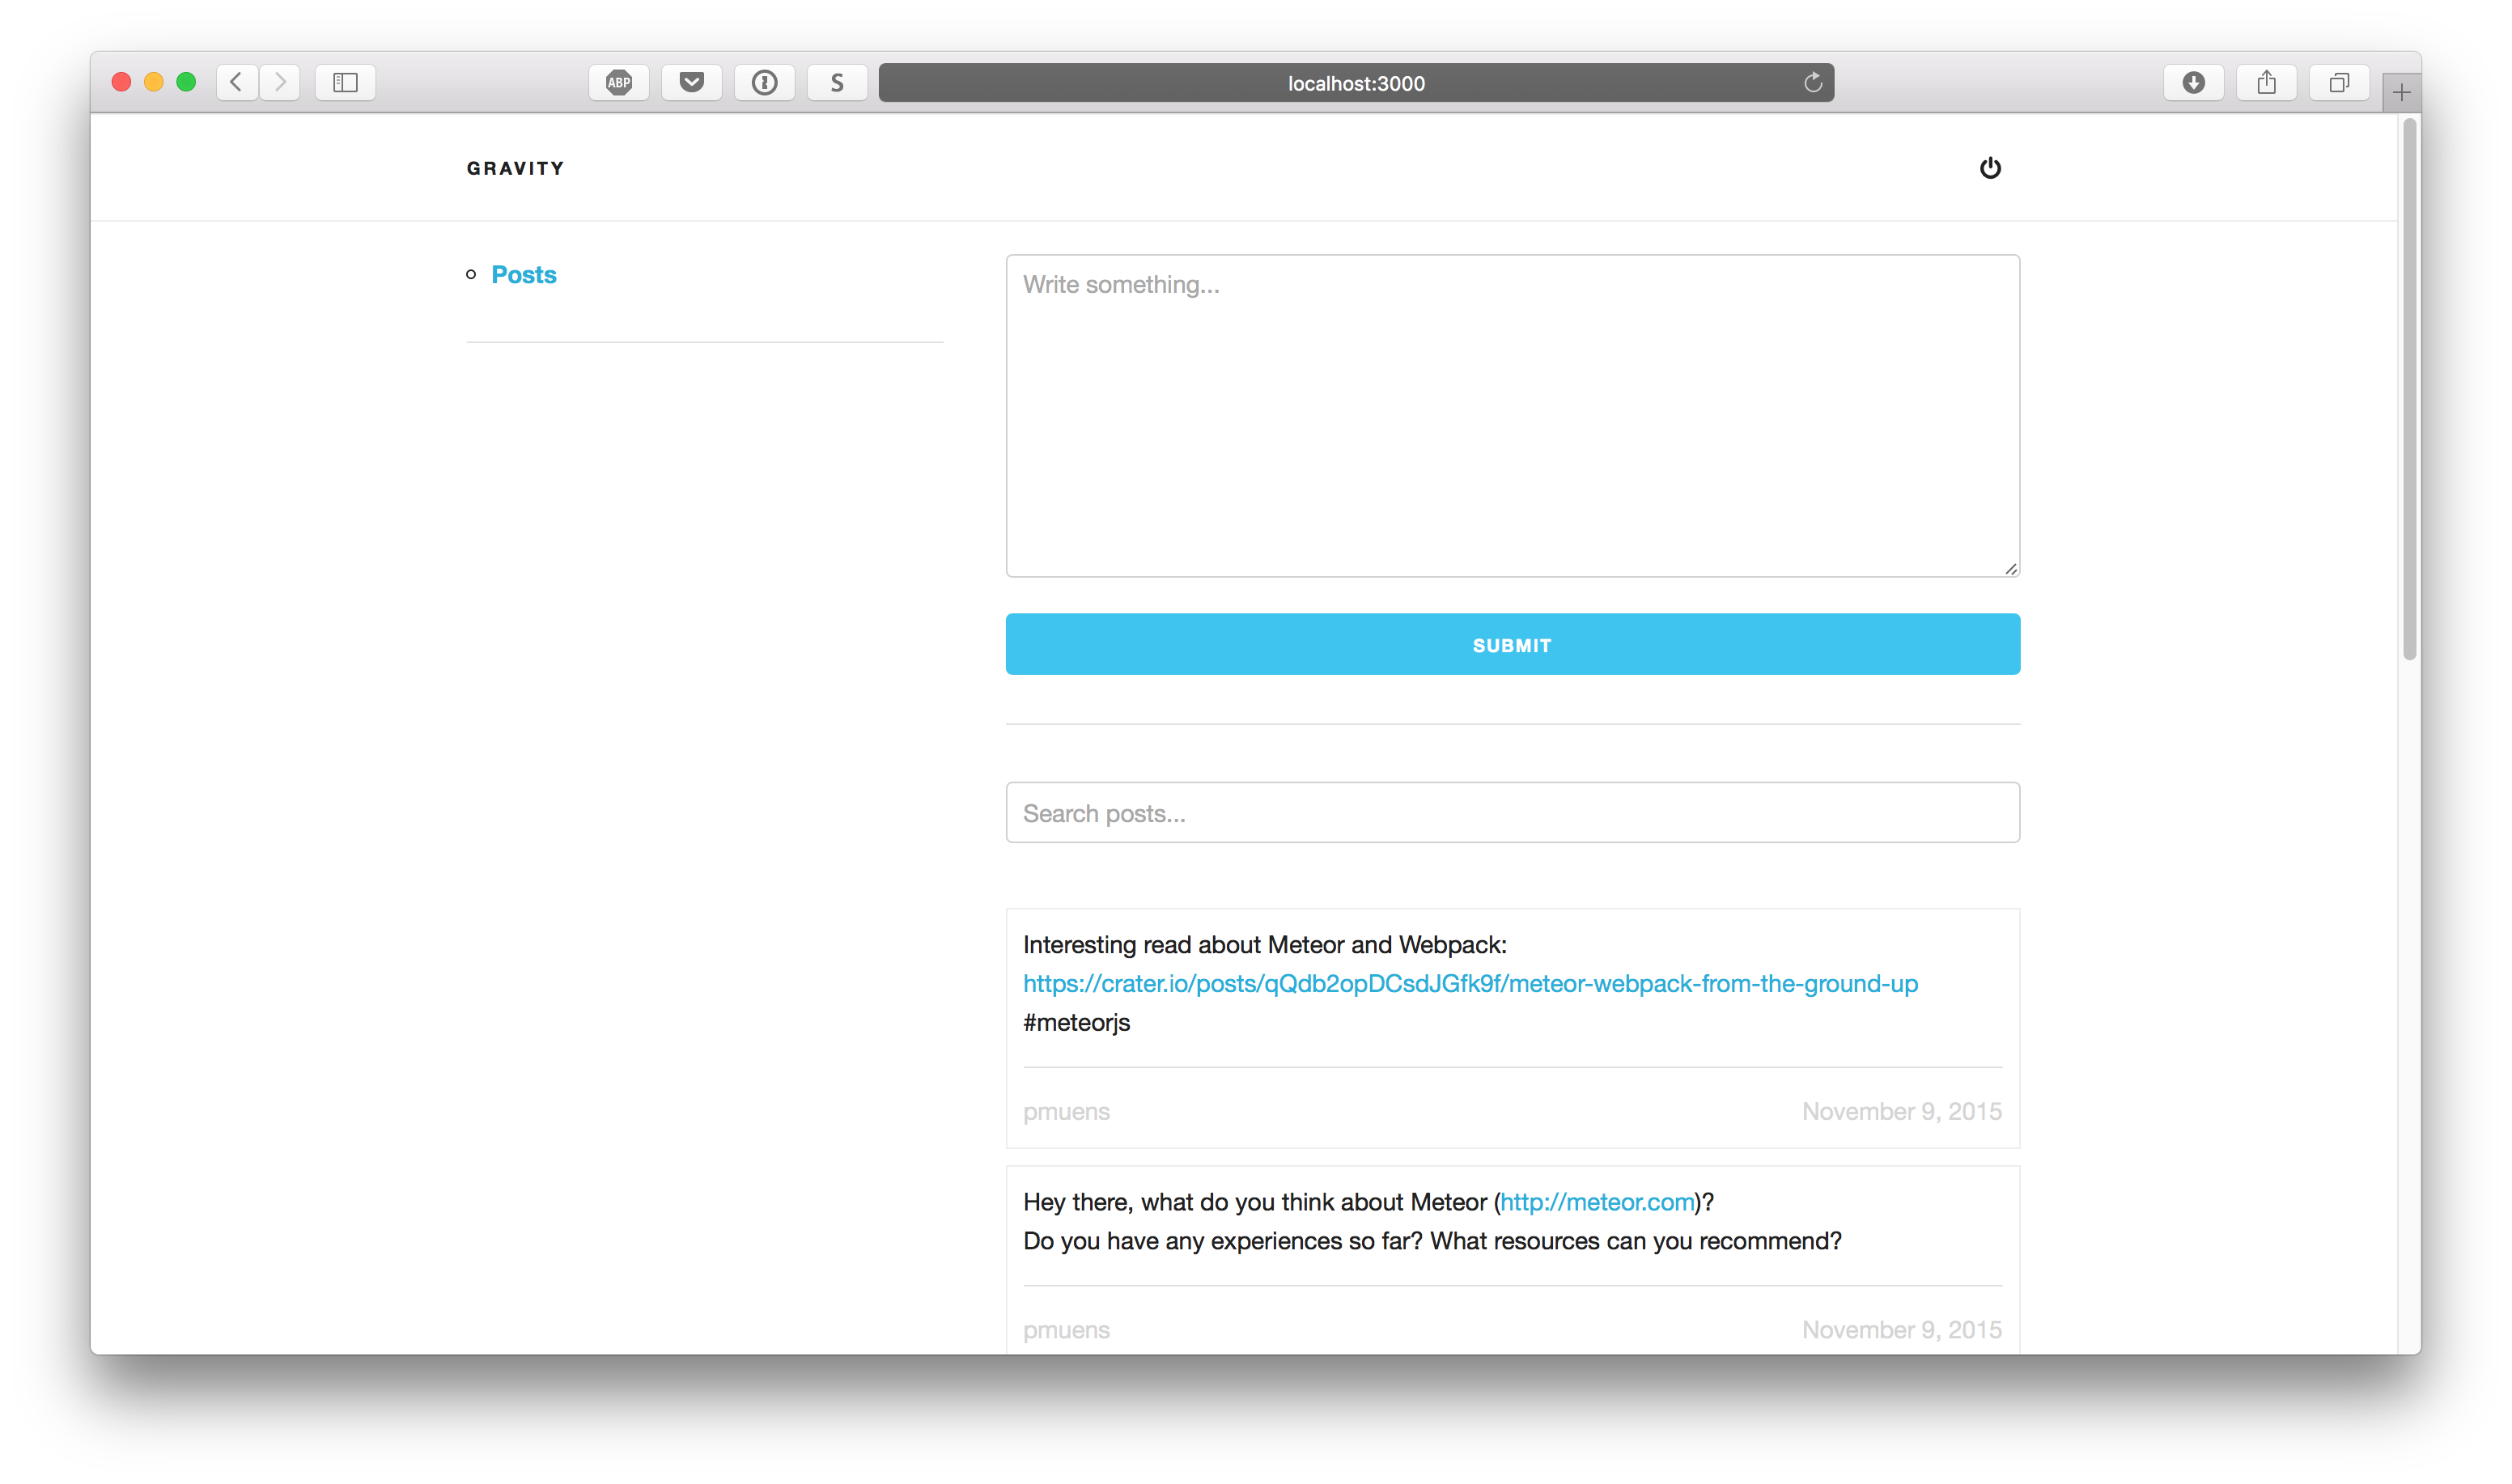 ABP
S
localhost:3000
GRAVITY
Posts
Write something...
SUBMIT
Search posts...
Interesting read about Meteor and Webpack:
https://crater.io/posts/qQdb2opDCsdJGfk9f/meteor-webpack-from-the-ground-up
#meteorjs
pmuens November 9, 2015
Hey there, what do you think about Meteor (http://meteor.com)?
Do you have any experiences so far? What resources can you recommend?
pmuens November 9, 2015